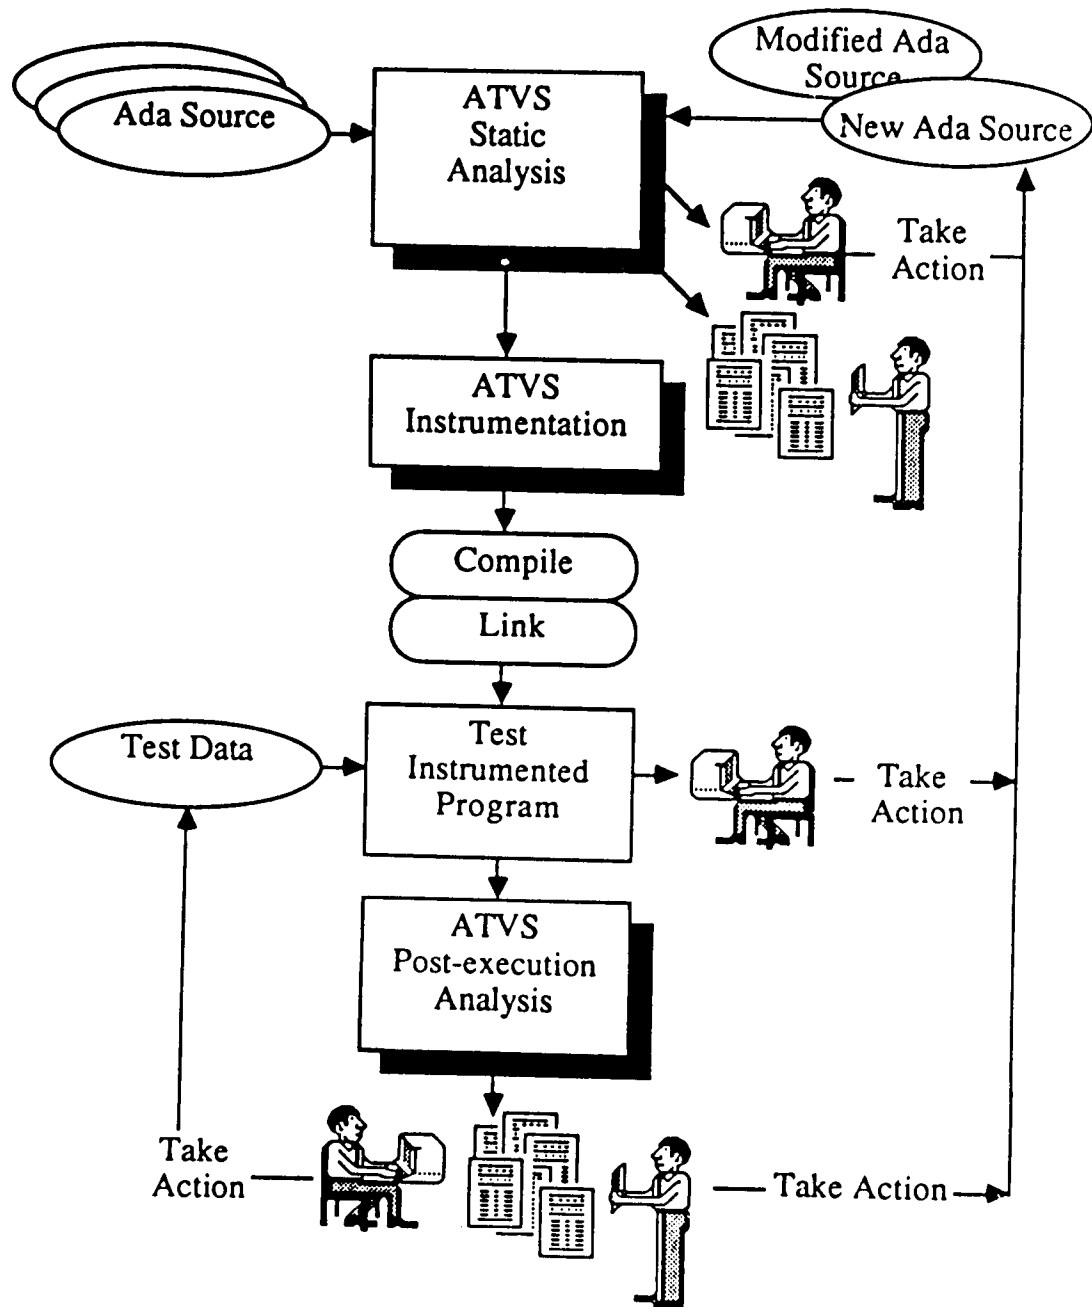 Ada Source
ATVS
Static
Analysis
Modified Ada
Source
New Ada Source
Take
Action
ATVS
Instrumentation
Compile
Link
Test Data
Test
Instrumented
Program
Take
Action
ATVS
Post-execution
Analysis
Take
Action
Take Action